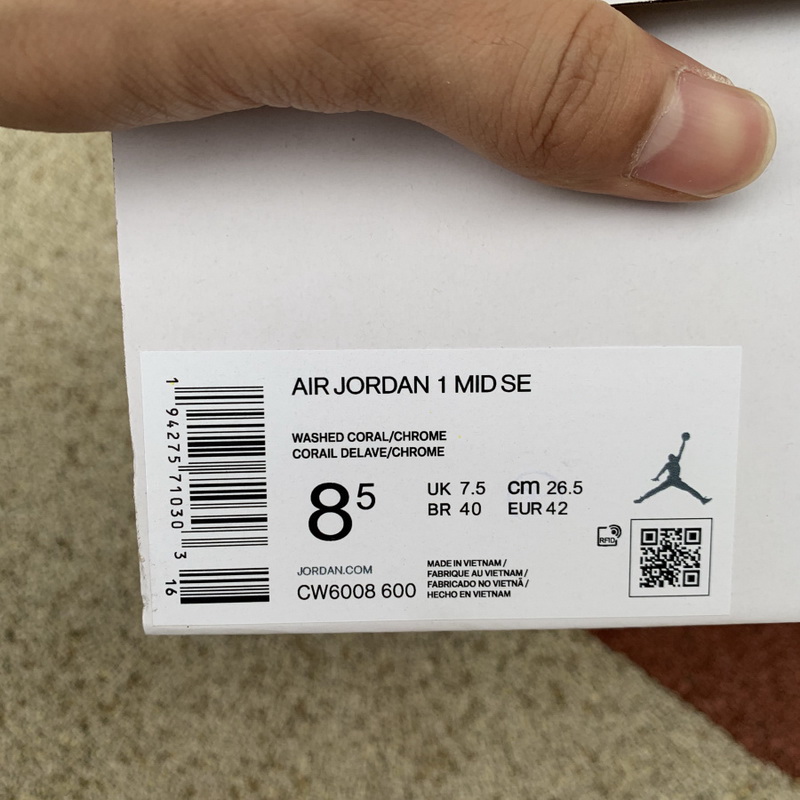 AIR JORDAN 1 MID SE
WASHED CORAL/CHROME
CORAIL DELAVE/CHROME
8 5
UK 7.5 cm 26.5
BR 40 EUR 42
JORDAN.COM
CW6008 600
MADE IN VIETNAM /
FABRIQUE AU VIETNAM /
FABRICADO NO VIETNÃ /
HECHO EN VIETNAM
RFID
1 94275 71030 3 16